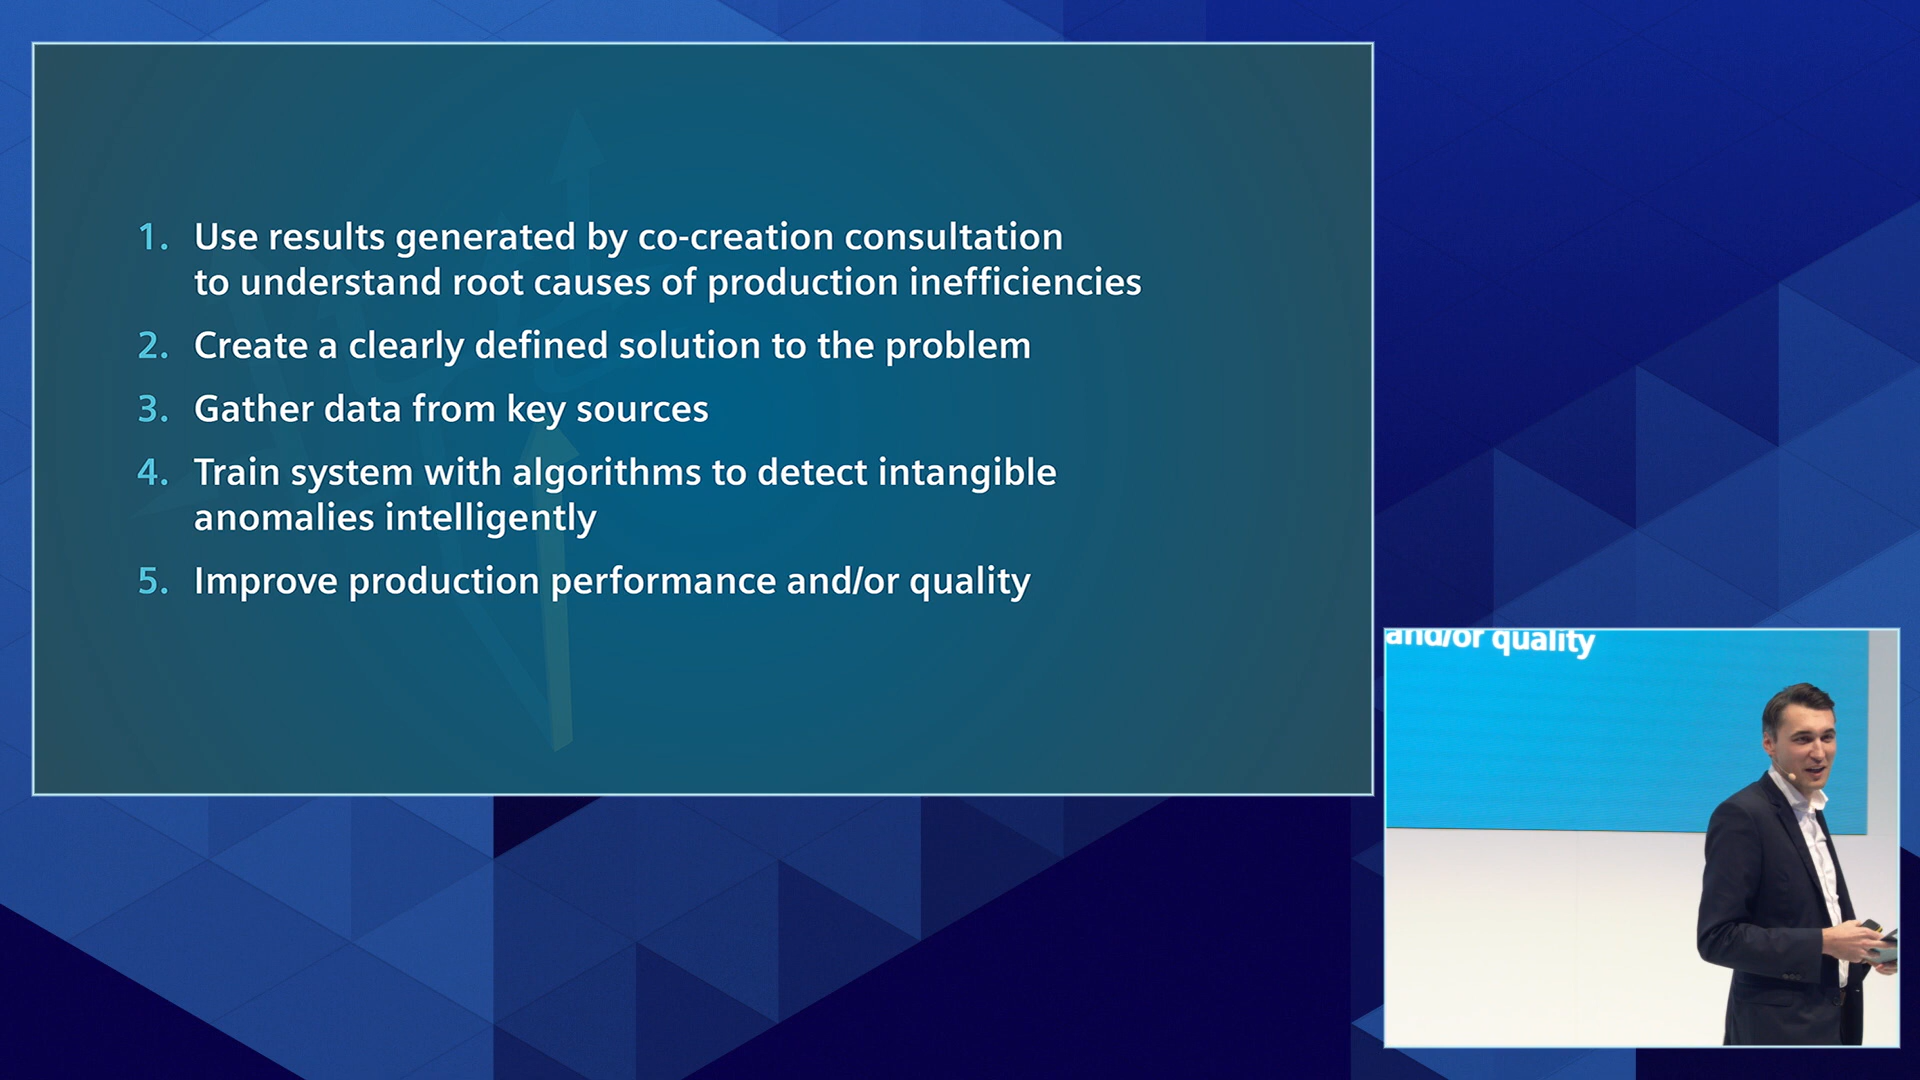 1. Use results generated by co-creation consultation
to understand root causes of production inefficiencies
2. Create a clearly defined solution to the problem
3. Gather data from key sources
4. Train system with algorithms to detect intangible
anomalies intelligently
5. Improve production performance and/or quality
and/or quality